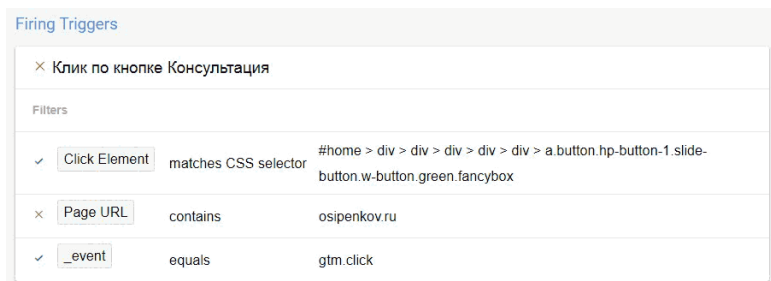 Firing Triggers
Клик по кнопке Консультация
Filters
Click Element matches CSS selector #home > div > div > div > div > div > a.button.hp-button-1.slide-
button.w-button.green.fancybox
Page URL contains osipenkov.ru
_event equals gtm.click